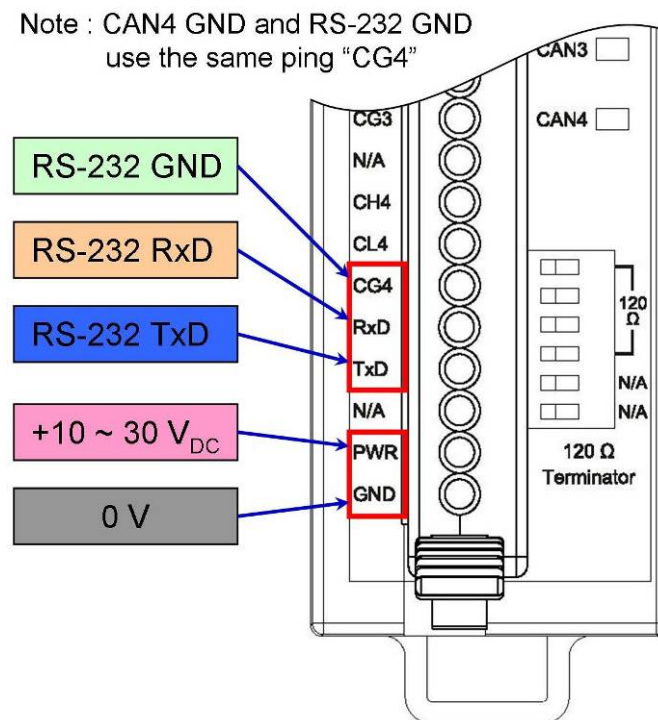 Note : CAN4 GND and RS-232 GND
use the same ping “CG4”
CAN3
CG3
CAN4
N/A
RS-232 GND
CH4
CL4
RS-232 RxD
CG4
RxD
120
Ω
RS-232 TxD
TxD
N/A
N/A
N/A
+10 ~ 30 VDC
PWR
120 Ω
Terminator
GND
0 V